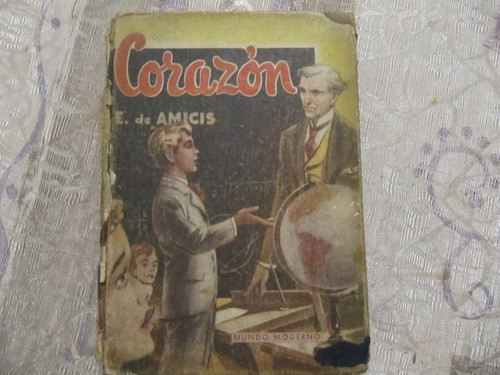 Corazón
E. de AMICIS
MUNDO MODERNO